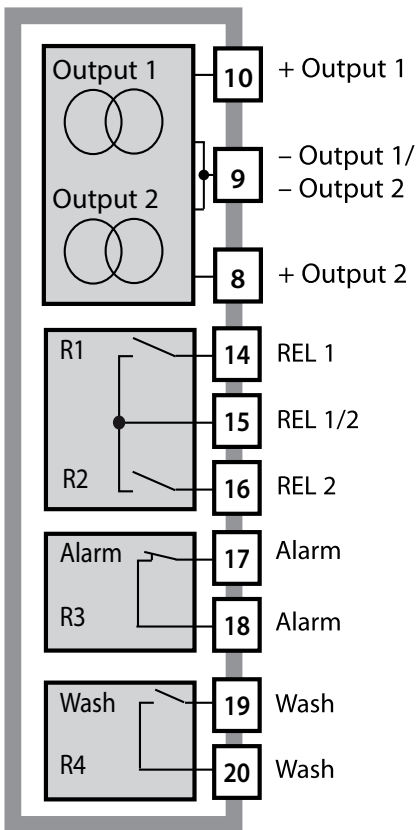 Output 1
10
+ Output 1
9
– Output 1/
– Output 2
Output 2
8
+ Output 2
R1
14
REL 1
15
REL 1/2
R2
16
REL 2
Alarm
17
Alarm
R3
18
Alarm
Wash
19
Wash
R4
20
Wash